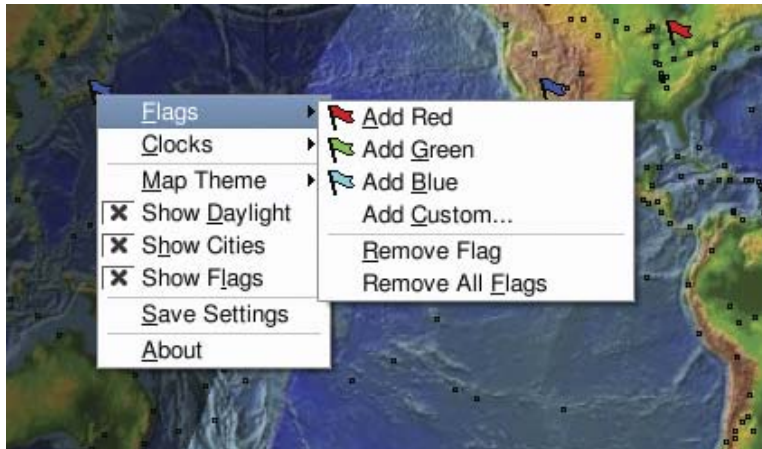 Flags
Clocks
Map Theme
Show Daylight
Show Cities
Show Flags
Save Settings
About
Add Red
Add Green
Add Blue
Add Custom...
Remove Flag
Remove All Flags